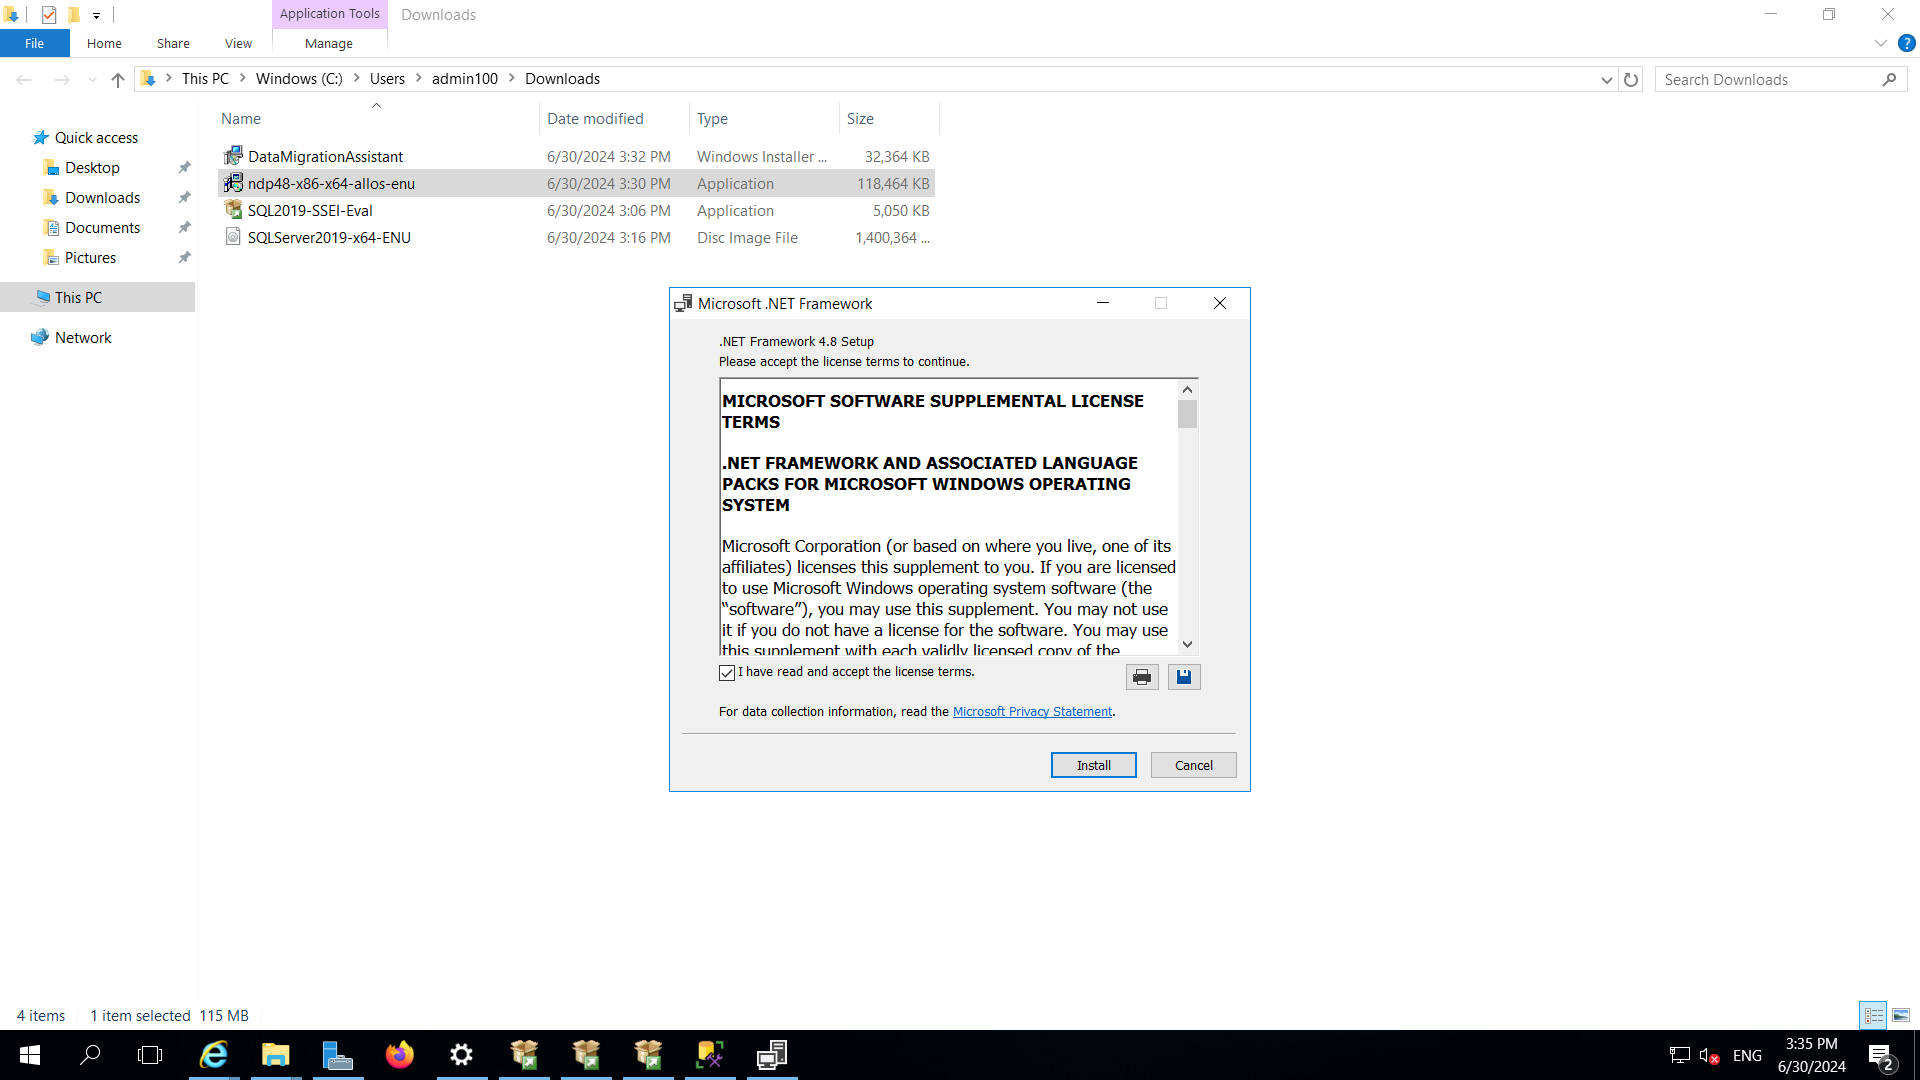 Application Tools
Downloads
File
Home
Share
View
Manage
This PC
Windows (C:)
Users
admin100
Downloads
Search Downloads
Name
Date modified
Type
Size
Quick access
Desktop
Downloads
Documents
Pictures
This PC
Network
DataMigrationAssistant 6/30/2024 3:32 PM Windows Installer ... 32,364 KB
ndp48-x86-x64-allos-enu 6/30/2024 3:30 PM Application 118,464 KB
SQL2019-SSEI-Eval 6/30/2024 3:06 PM Application 5,050 KB
SQLServer2019-x64-ENU 6/30/2024 3:16 PM Disc Image File 1,400,364 ...
Microsoft .NET Framework
.NET Framework 4.8 Setup
Please accept the license terms to continue.
MICROSOFT SOFTWARE SUPPLEMENTAL LICENSE
TERMS
.NET FRAMEWORK AND ASSOCIATED LANGUAGE
PACKS FOR MICROSOFT WINDOWS OPERATING
SYSTEM
Microsoft Corporation (or based on where you live, one of its
affiliates) licenses this supplement to you. If you are licensed
to use Microsoft Windows operating system software (the
“software”), you may use this supplement. You may not use
it if you do not have a license for the software. You may use
this supplement with each validly licensed copy of the
I have read and accept the license terms.
For data collection information, read the Microsoft Privacy Statement.
Install
Cancel
4 items
1 item selected 115 MB
ENG
3:35 PM
6/30/2024
2